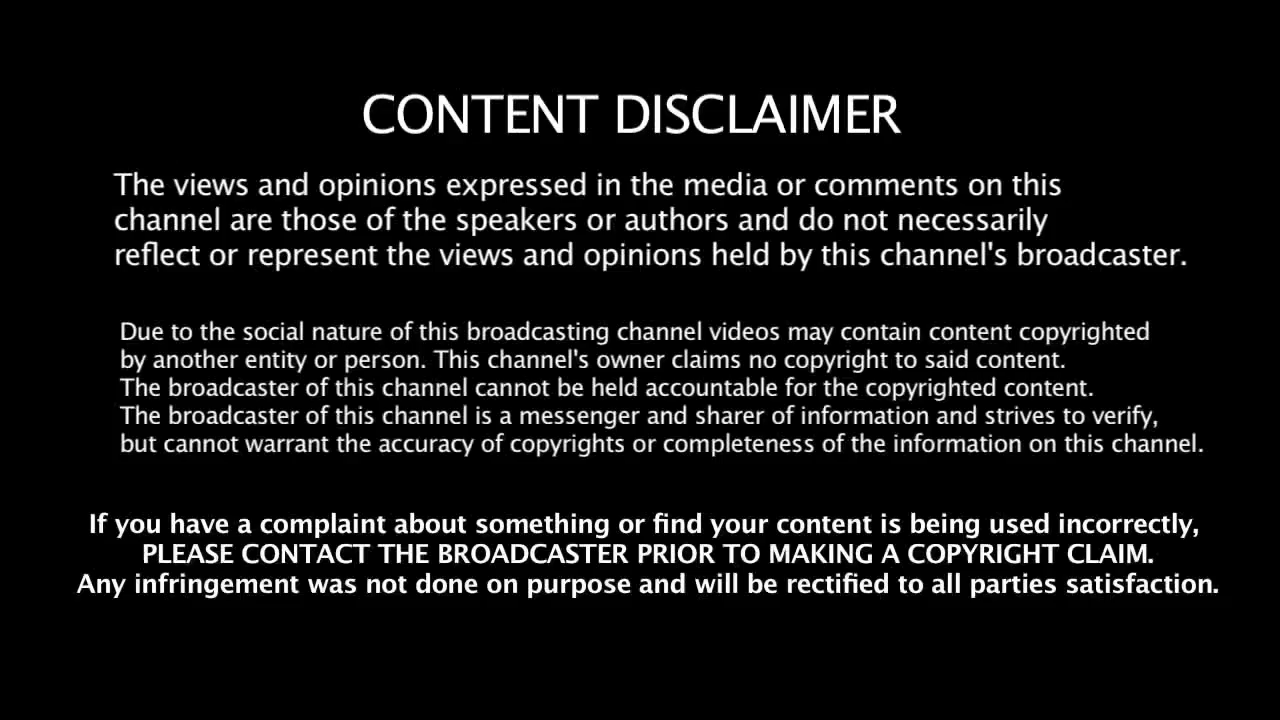 CONTENT DISCLAIMER
The views and opinions expressed in the media or comments on this
channel are those of the speakers or authors and do not necessarily
reflect or represent the views and opinions held by this channel's broadcaster.
Due to the social nature of this broadcasting channel videos may contain content copyrighted
by another entity or person. This channel's owner claims no copyright to said content.
The broadcaster of this channel cannot be held accountable for the copyrighted content.
The broadcaster of this channel is a messenger and sharer of information and strives to verify,
but cannot warrant the accuracy of copyrights or completeness of the information on this channel.
If you have a complaint about something or find your content is being used incorrectly,
PLEASE CONTACT THE BROADCASTER PRIOR TO MAKING A COPYRIGHT CLAIM.
Any infringement was not done on purpose and will be rectified to all parties satisfaction.